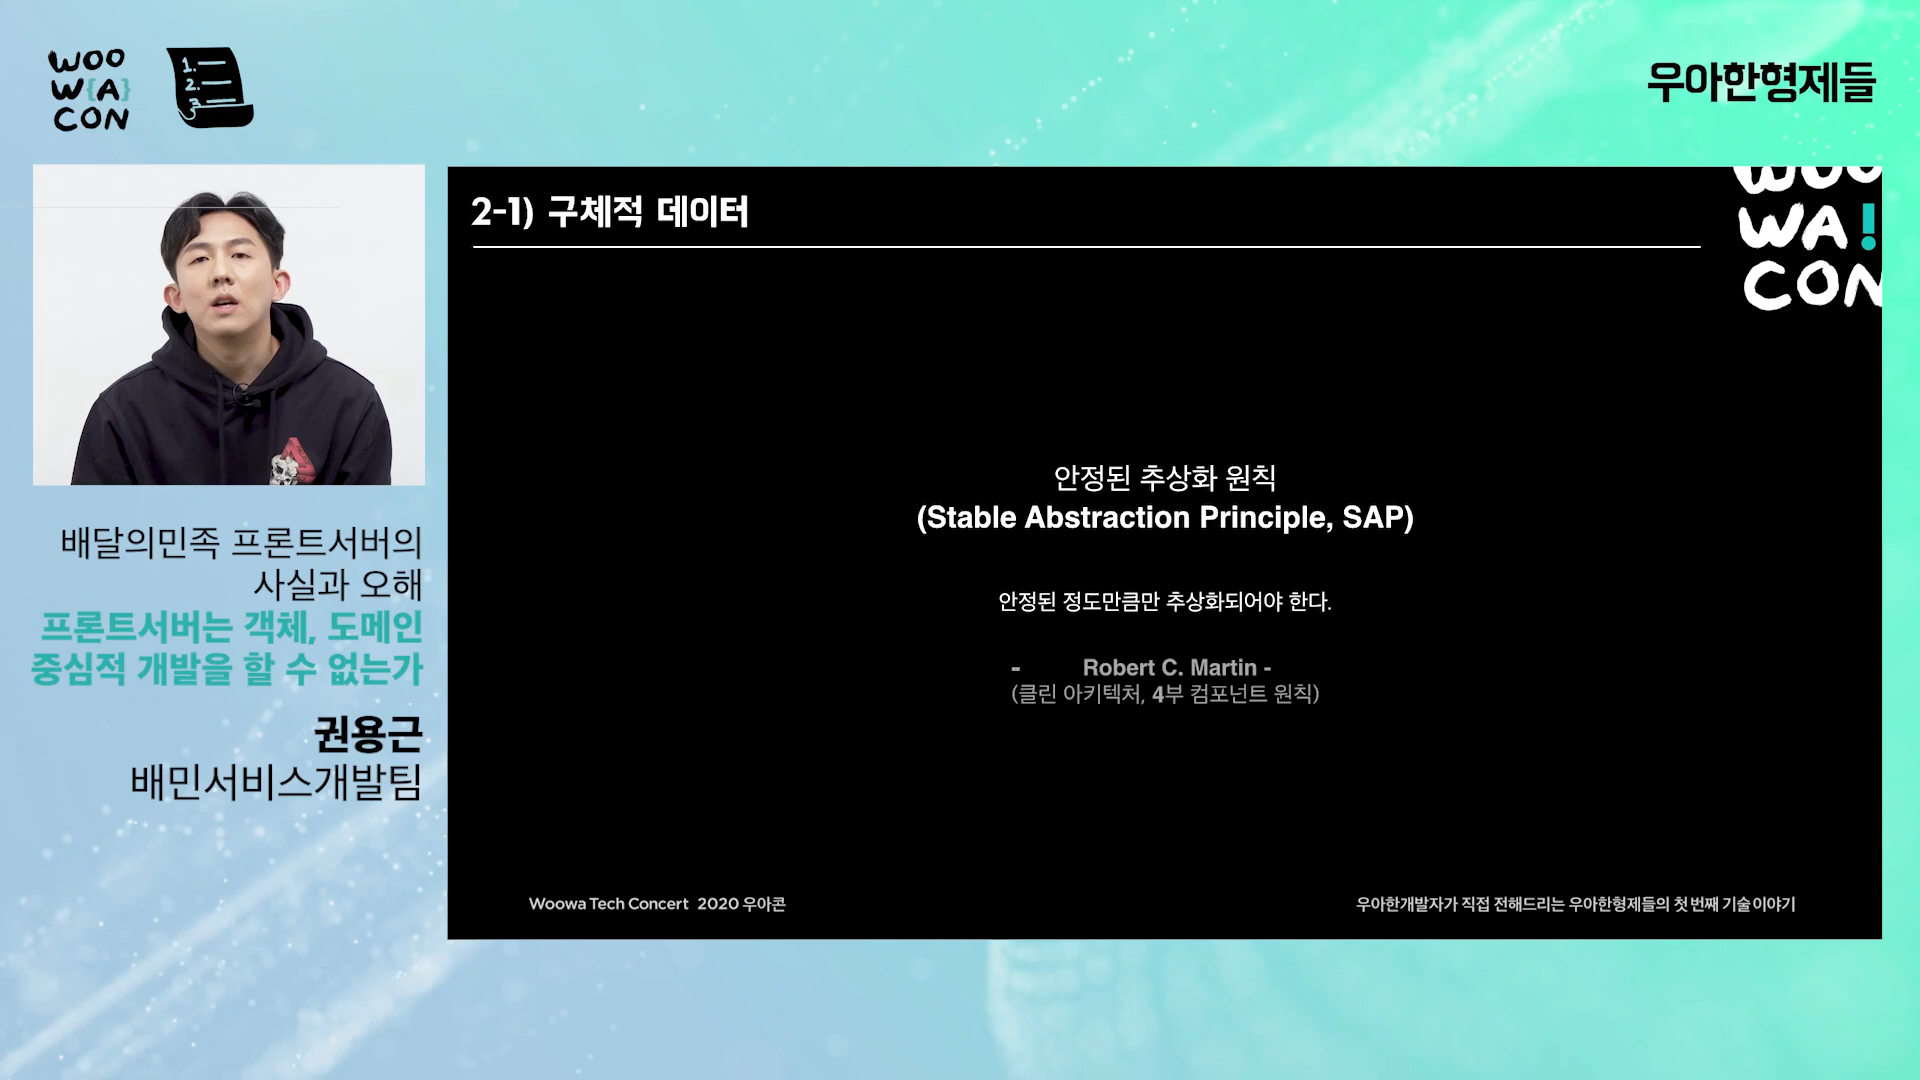 WOO
W{A}
CON
1.
2.
3
우아한형제들
2-1) 구체적 데이터
WOO
WA!
CON
안정된 추상화 원칙
(Stable Abstraction Principle, SAP)
안정된 정도만큼만 추상화되어야 한다.
- Robert C. Martin -
(클린 아키텍처, 4부 컴포넌트 원칙)
Woowa Tech Concert 2020 우아콘
우아한개발자가 직접 전해드리는 우아한형제들의 첫 번째 기술 이야기
배달의민족 프론트서버의
사실과 오해
프론트서버는 객체, 도메인
중심적 개발을 할 수 없는가
권용근
배민서비스개발팀